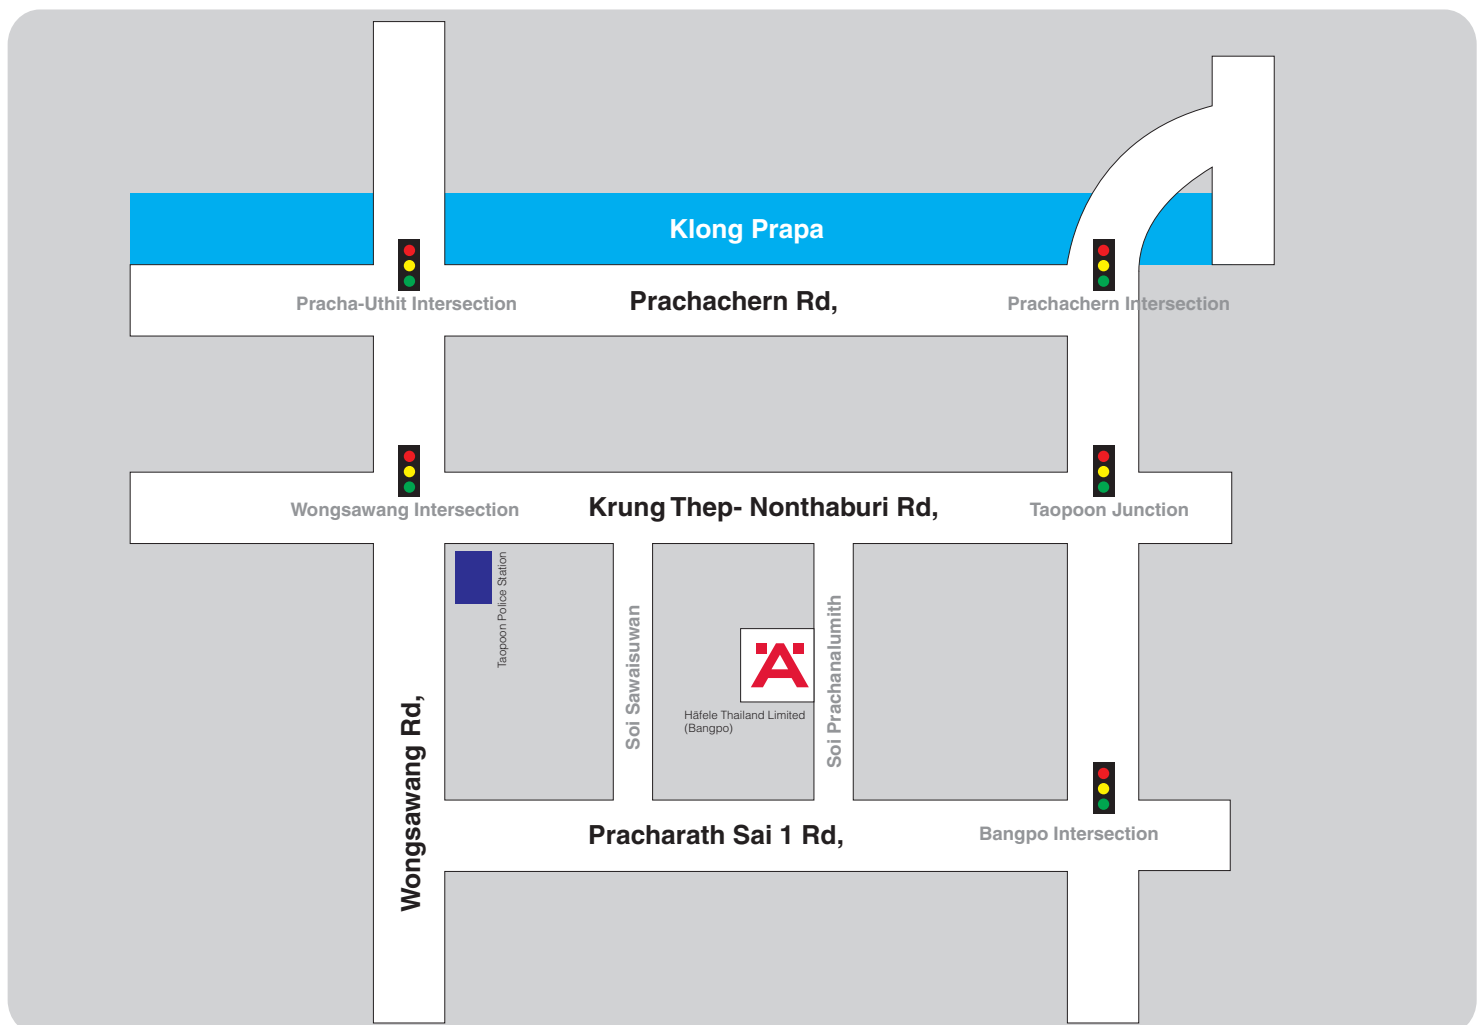 Klong Prapa
Pracha-Uthit Intersection
Prachachern Rd,
Prachachern Intersection
Wongsawang Intersection
Krung Thep- Nonthaburi Rd,
Taopoon Junction
Taopoon Police Station
Soi Sawaisuwan
Ä
Häfele Thailand Limited
(Bangpo)
Soi Prachanalumith
Wongsawang Rd,
Pracharath Sai 1 Rd,
Bangpo Intersection